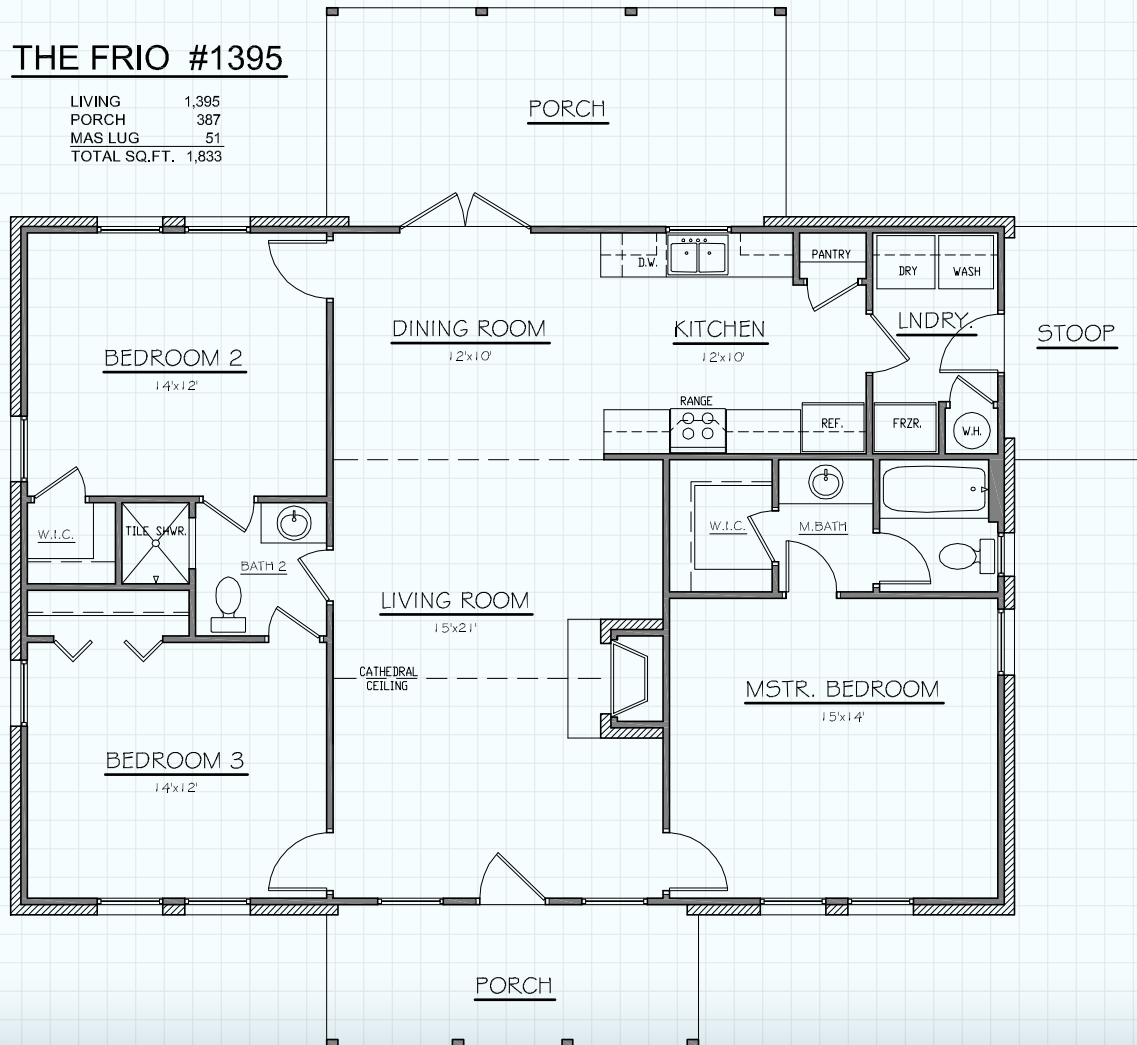 THE FRIO #1395
LIVING 1,395
PORCH 387
MAS LUG 51
TOTAL SQ.FT. 1,833
PORCH
D.W.
PANTRY
DRY
WASH
BEDROOM 2
14'x12'
DINING ROOM
12'x10'
KITCHEN
12'x10'
LNDRY.
STOOP
RANGE
REF.
FRZR.
W.H.
W.I.C.
TILE SHWR.
BATH 2
W.I.C.
M.BATH
LIVING ROOM
15'x21'
CATHEDRAL
CEILING
MSTR. BEDROOM
15'x14'
BEDROOM 3
14'x12'
PORCH